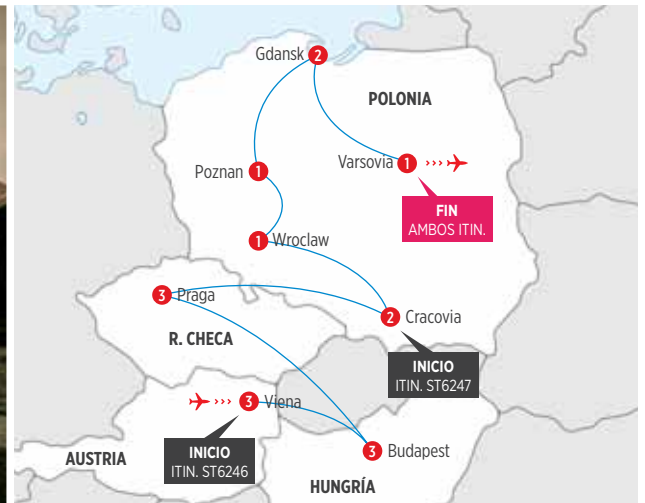 Gdansk 2
POLONIA
Varsovia 1
Poznan 1
FIN
AMBOS ITIN.
1 Wroclaw
3 Praga
2 Cracovia
R. CHECA
INICIO
ITIN. ST6247
3 Viena
INICIO
ITIN. ST6246
3 Budapest
AUSTRIA
HUNGRÍA